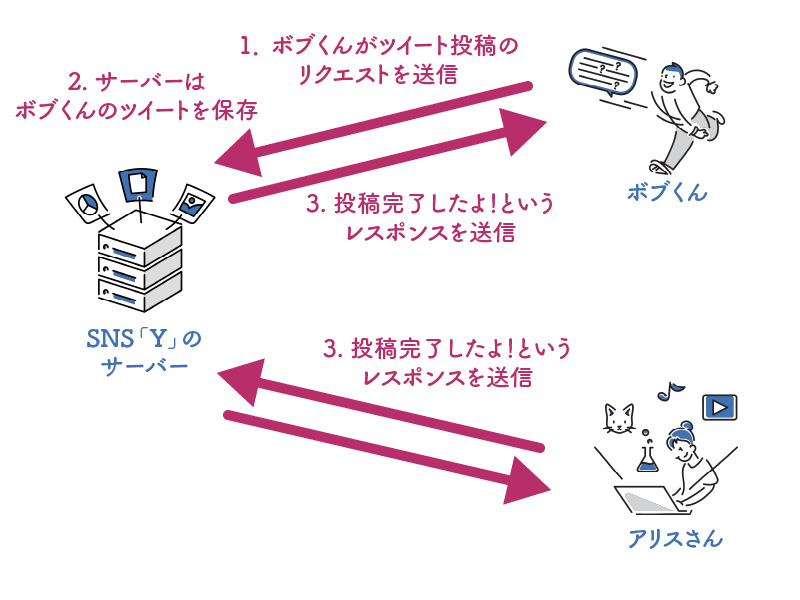 1. ボブくんがツイート投稿の
リクエストを送信
2. サーバーは
ボブくんのツイートを保存
? ? ?
ボブくん
3. 投稿完了したよ!という
レスポンスを送信
SNS「Y」の
サーバー
3. 投稿完了したよ!という
レスポンスを送信
アリスさん